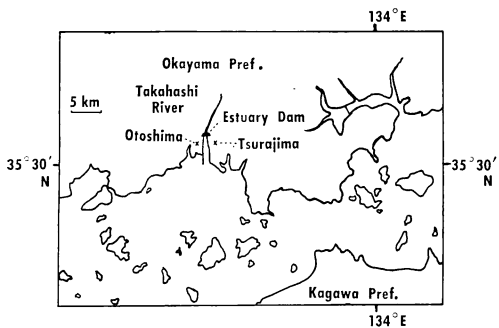 134°E
Okayama Pref.
Takahashi
River
5 km
Estuary Dam
Otoshima
Tsurajima
35°30′
N
35°30′
N
Kagawa Pref.
134°E